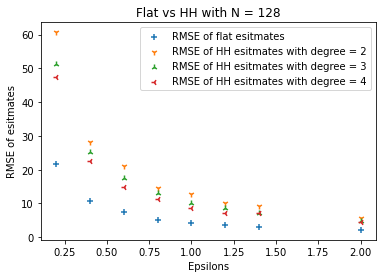 Flat vs HH with N = 128
RMSE of flat esitmates
RMSE of HH esitmates with degree = 2
RMSE of HH esitmates with degree = 3
RMSE of HH esitmates with degree = 4
RMSE of esitmates
60
50
40
30
20
10
0
0.25 0.50 0.75 1.00 1.25 1.50 1.75 2.00
Epsilons